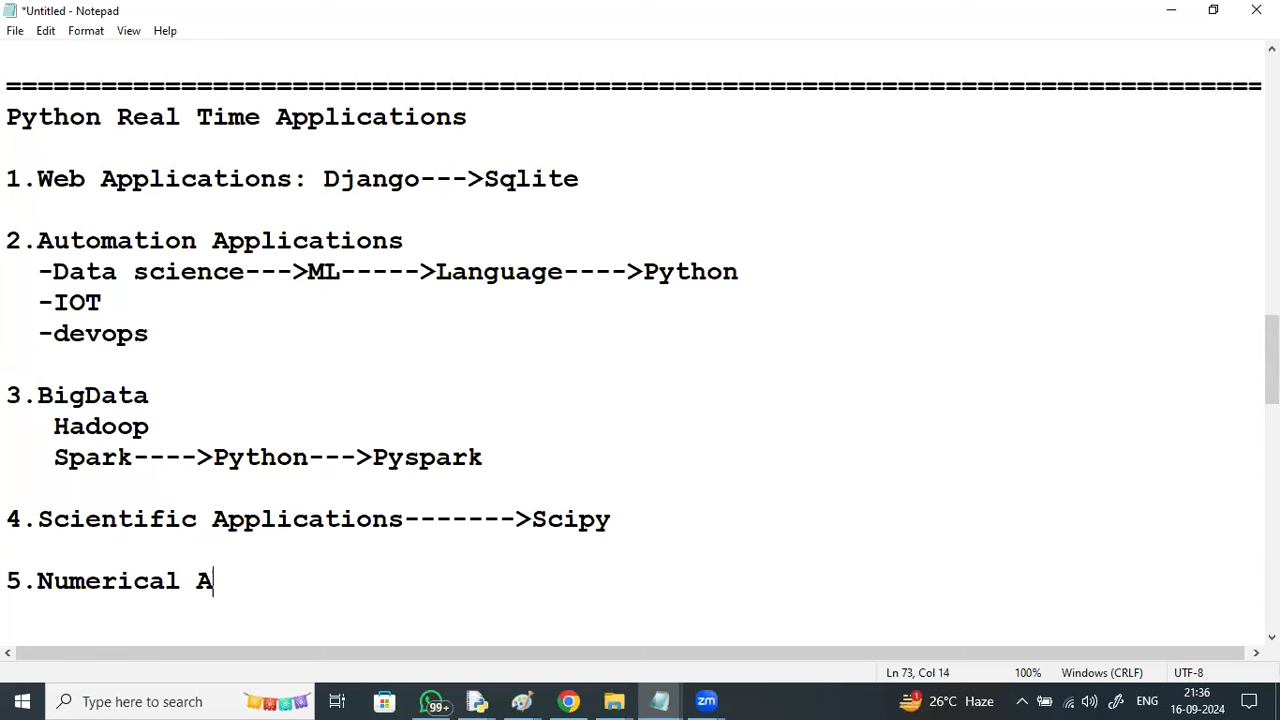 *Untitled - Notepad
File Edit Format View Help
===============================================================================
Python Real Time Applications
1.Web Applications: Django--->Sqlite
2.Automation Applications
-Data science--->ML----->Language---->Python
-IOT
-devops
3.BigData
Hadoop
Spark---->Python--->Pyspark
4.Scientific Applications------->Scipy
5.Numerical A
Ln 73, Col 14 100% Windows (CRLF) UTF-8
Type here to search 99+ 1 26°C Haze ENG 21:36
16-09-2024